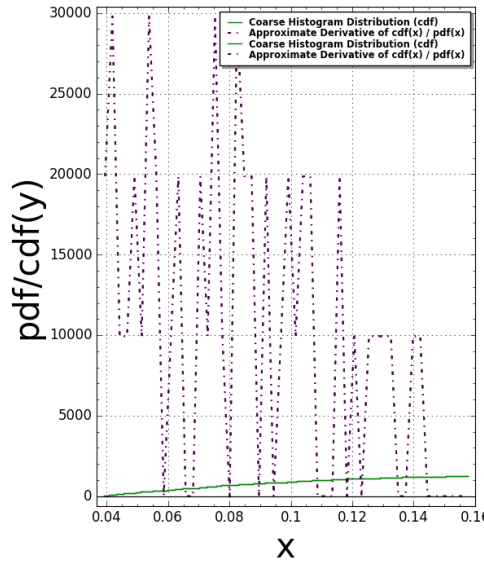 30000
25000
20000
15000
10000
5000
0
pdf/cdf(y)
Coarse Histogram Distribution (cdf)
Approximate Derivative of cdf(x) / pdf(x)
Coarse Histogram Distribution (cdf)
Approximate Derivative of cdf(x) / pdf(x)
0.04 0.06 0.08 0.1 0.12 0.14 0.16
x